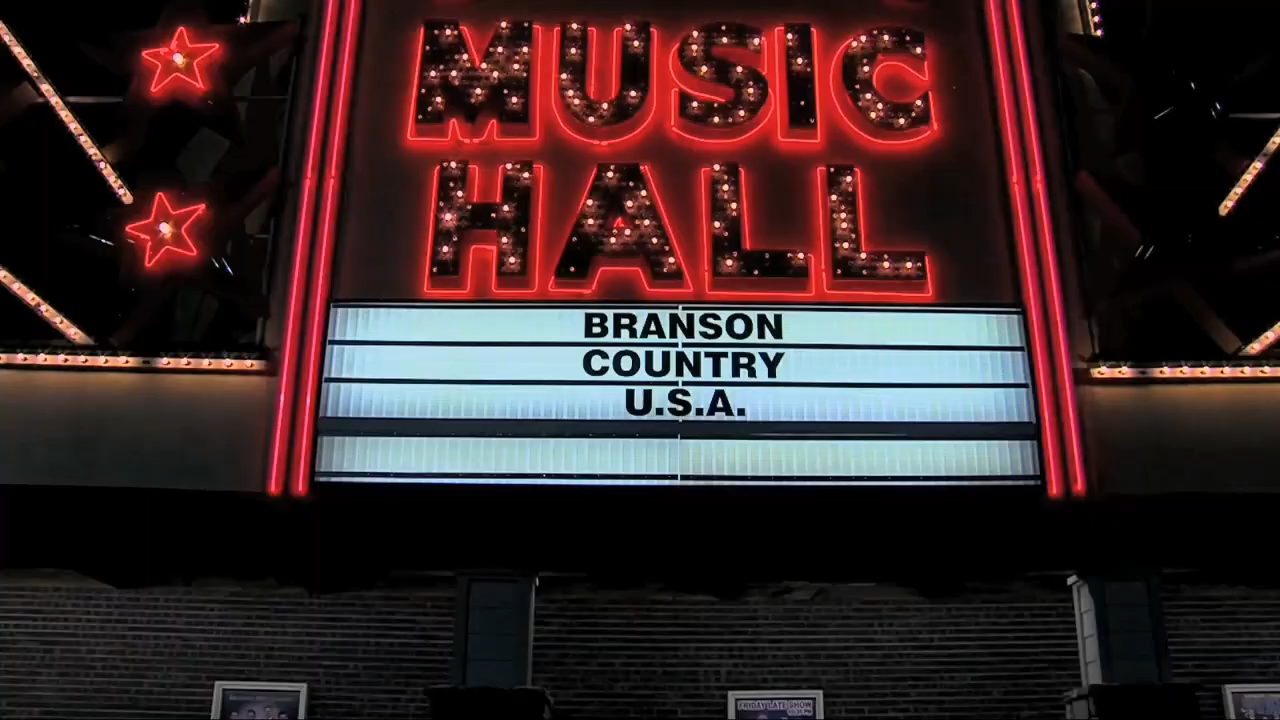 MUSIC
HALL
BRANSON
COUNTRY
U.S.A.
FRIDAY LATE SHOW